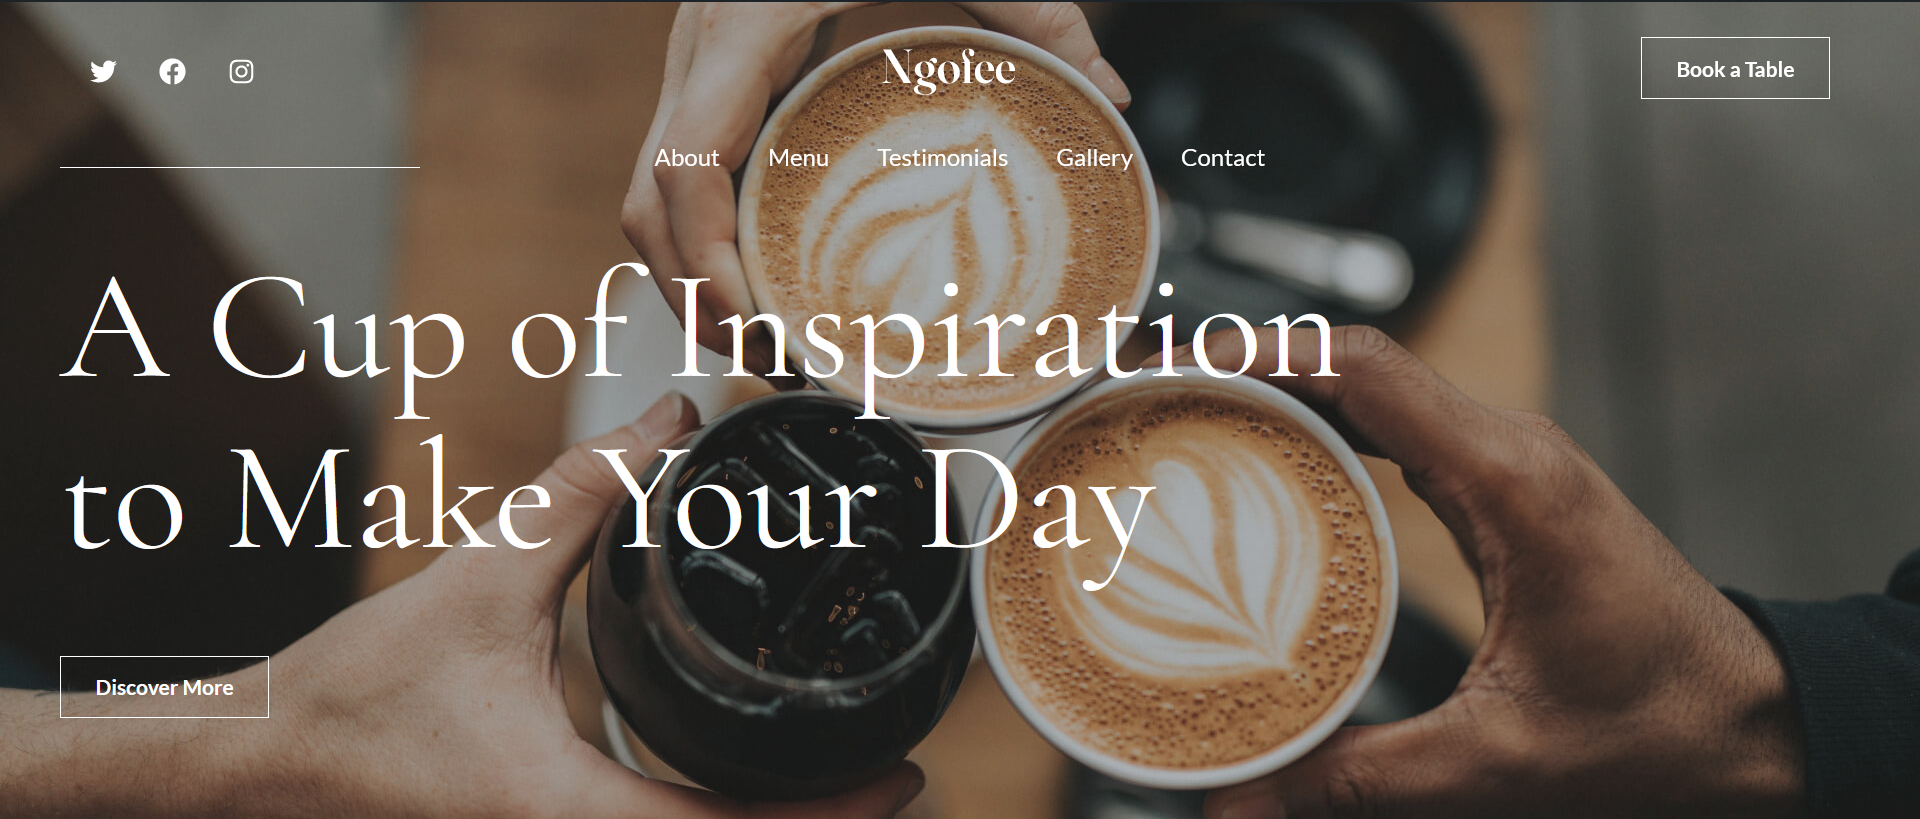 Ngofee
Book a Table
About Menu Testimonials Gallery Contact
A Cup of Inspiration
to Make Your Day
Discover More